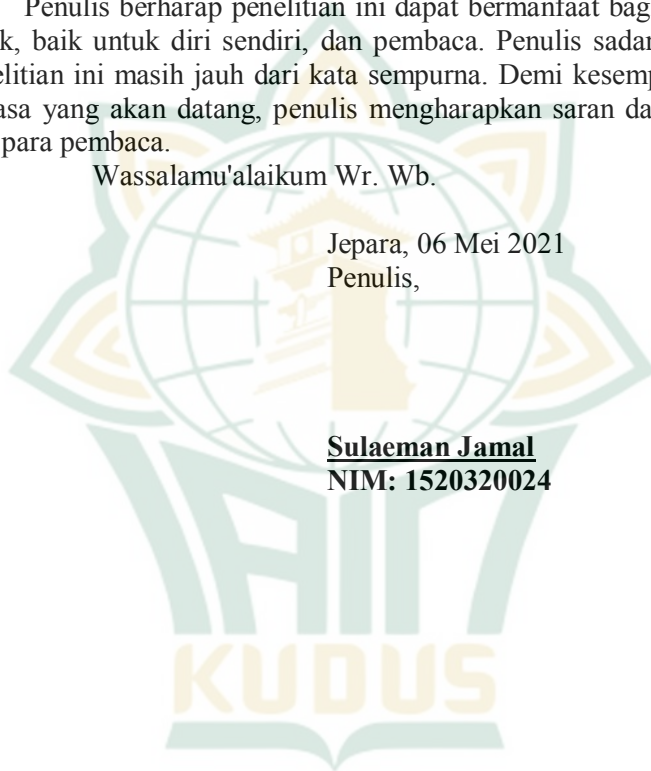 Penulis berharap penelitian ini dapat bermanfaat bag
k, baik untuk diri sendiri, dan pembaca. Penulis sadar
elitian ini masih jauh dari kata sempurna. Demi kesemp
asa yang akan datang, penulis mengharapkan saran da
para pembaca.
Wassalamu'alaikum Wr. Wb.
Jepara, 06 Mei 2021
Penulis,
Sulaeman Jamal
NIM: 1520320024
IAIN
KUDUS